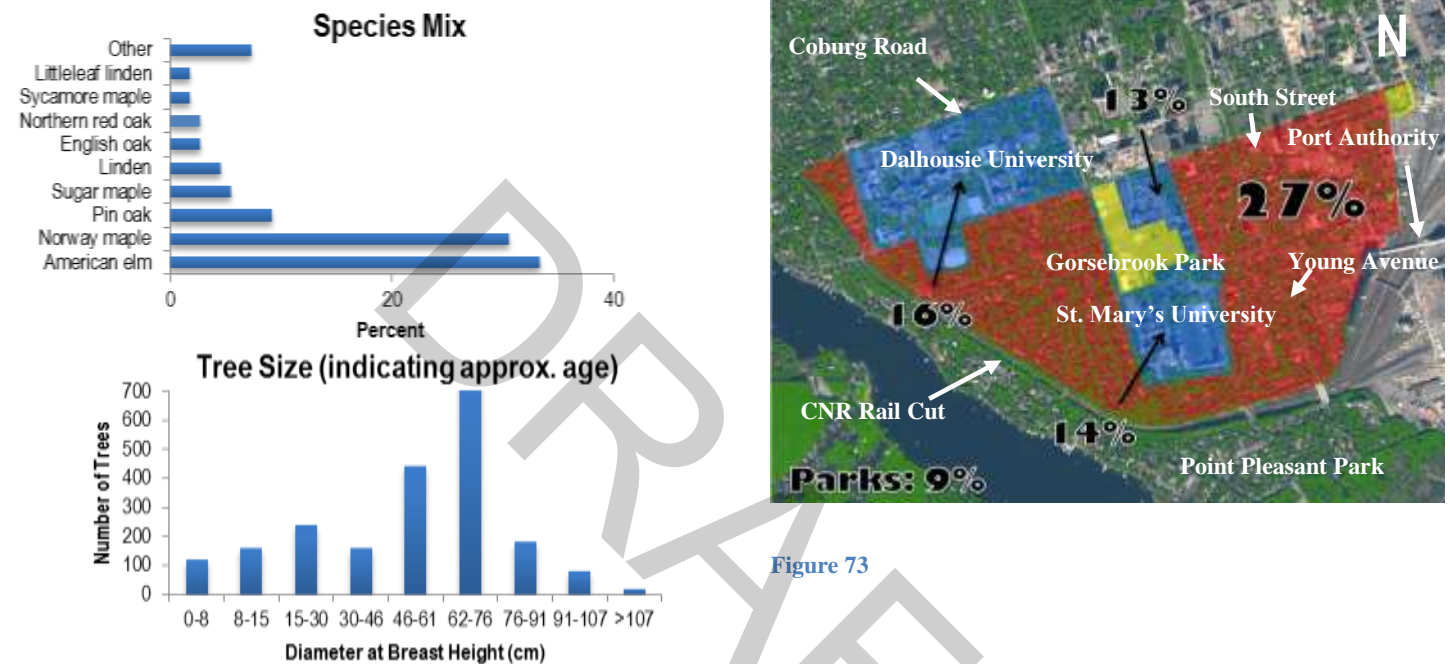 Species Mix
Other
Littleleaf linden
Sycamore maple
Northern red oak
English oak
Linden
Sugar maple
Pin oak
Norway maple
American elm
0 20 40
Percent
Tree Size (indicating approx. age)
Number of Trees
700
600
500
400
300
200
100
0
0-8 8-15 15-30 30-46 46-61 62-76 76-91 91-107 >107
Diameter at Breast Height (cm)
N
Coburg Road
13%
South Street
Port Authority
Dalhousie University
27%
Gorsebrook Park
Young Avenue
16%
St. Mary's University
CNR Rail Cut
14%
Point Pleasant Park
Parks: 9%
Figure 73
DRAF